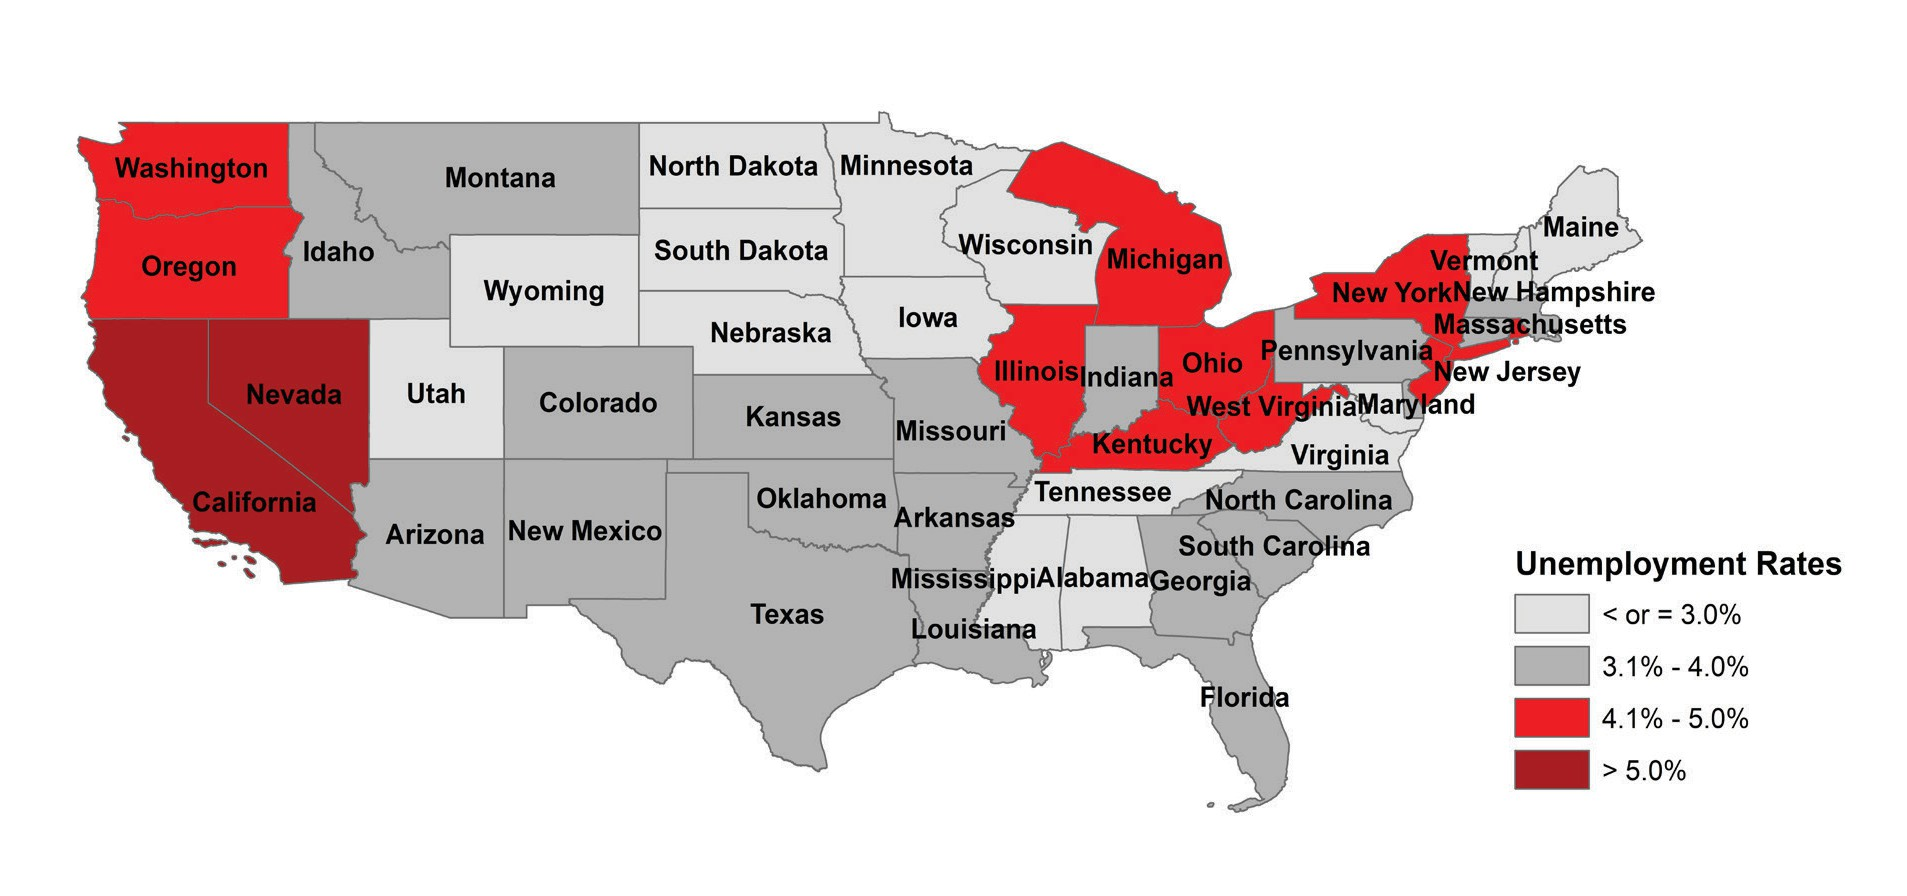 Washington
Montana
North Dakota
Minnesota
Maine
Oregon
Idaho
South Dakota
Wisconsin
Michigan
Vermont
Wyoming
New York
New Hampshire
Nebraska
Iowa
Massachusetts
Nevada
Utah
Colorado
Kansas
Missouri
Illinois
Indiana
Ohio
Pennsylvania
New Jersey
West Virginia
Maryland
Kentucky
Virginia
California
Arizona
New Mexico
Oklahoma
Arkansas
Tennessee
North Carolina
South Carolina
Mississippi
Alabama
Georgia
Texas
Louisiana
Florida
Unemployment Rates
< or = 3.0%
3.1% - 4.0%
4.1% - 5.0%
> 5.0%